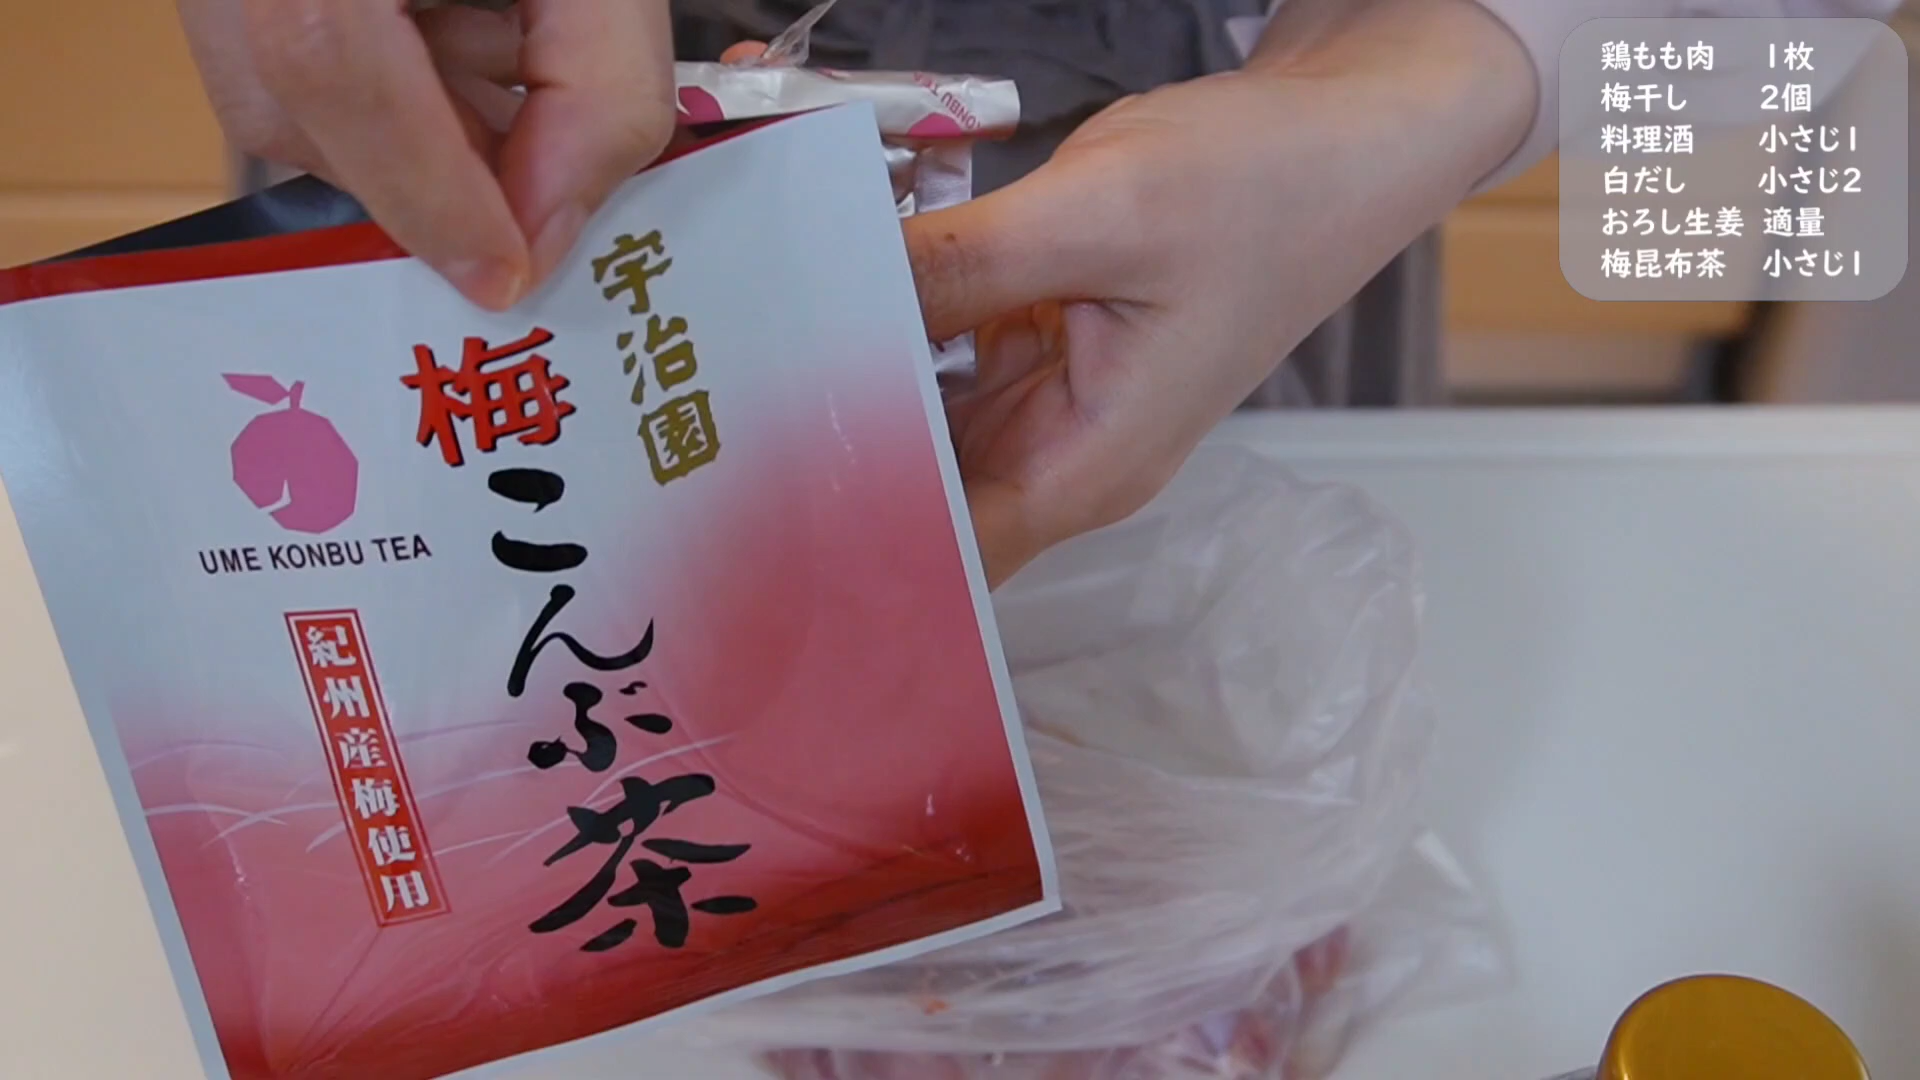 鶏もも肉 1枚
梅干し 2個
料理酒 小さじ1
白だし 小さじ2
おろし生姜 適量
梅昆布茶 小さじ1
宇治園
梅こんぶ茶
UME KONBU TEA
紀州産梅使用
KONBU TEA